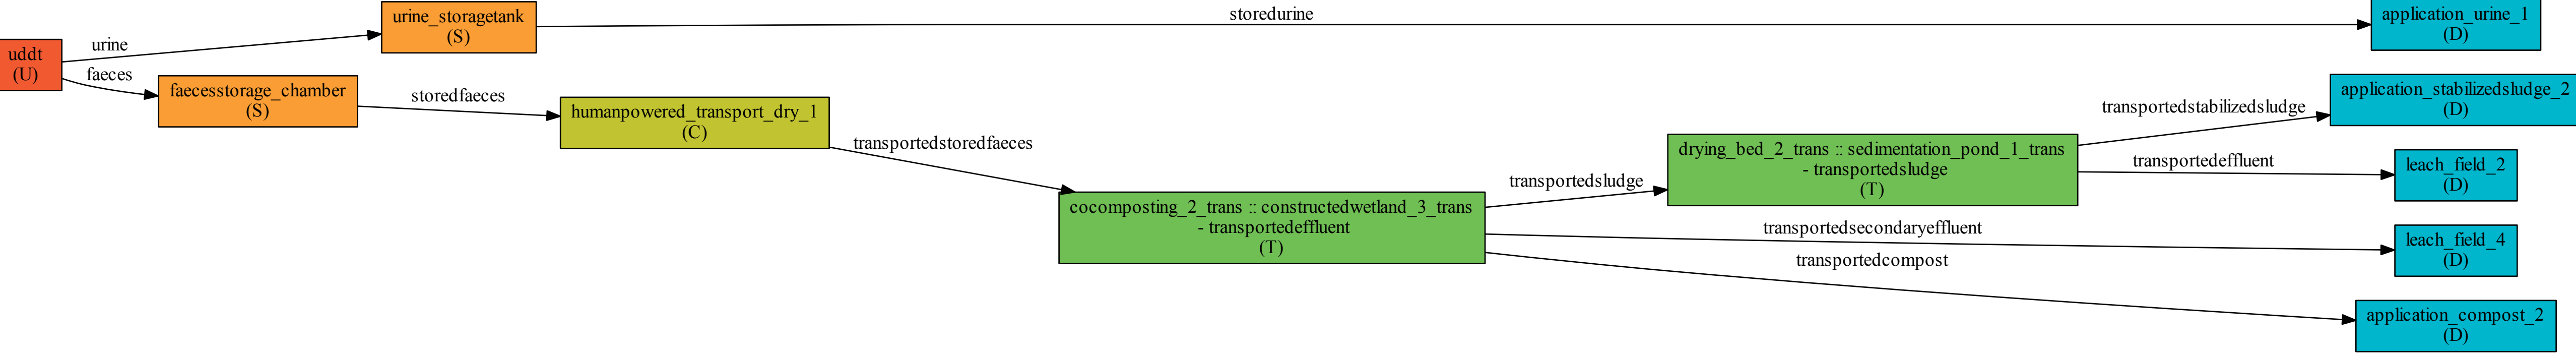 uddt
(U)
urine
faeces
urine_storagetank
(S)
faecesstorage_chamber
(S)
storedurine
storedfaeces
humanpowered_transport_dry_1
(C)
transportedstoredfaeces
cocomposting_2_trans :: constructedwetland_3_trans
- transportedeffluent
(T)
transportedsludge
transportedsecondaryeffluent
transportedcompost
drying_bed_2_trans :: sedimentation_pond_1_trans
- transportedsludge
(T)
transportedstabilizedsludge
transportedeffluent
application_urine_1
(D)
application_stabilizedsludge_2
(D)
leach_field_2
(D)
leach_field_4
(D)
application_compost_2
(D)